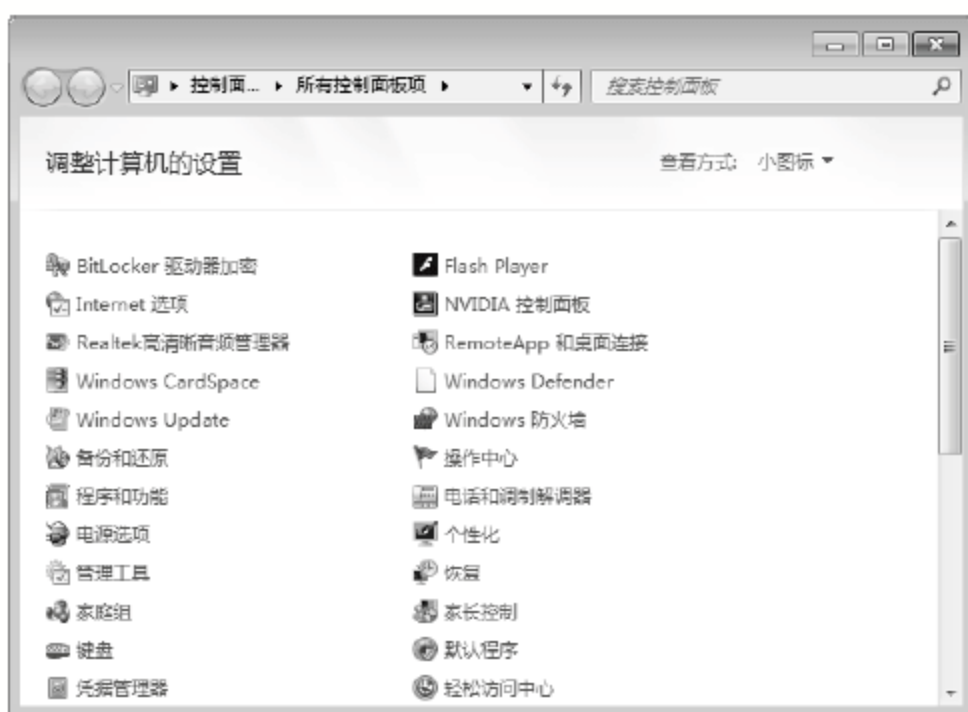 控制面... 所有控制面板项 搜索控制面板
调整计算机的设置 查看方式: 小图标
BitLocker 驱动器加密 Flash Player
Internet 选项 NVIDIA 控制面板
Realtek高清晰音频管理器 RemoteApp 和桌面连接
Windows CardSpace Windows Defender
Windows Update Windows 防火墙
备份和还原 操作中心
程序和功能 电话和调制解调器
电源选项 个性化
管理工具 恢复
家庭组 家长控制
键盘 默认程序
凭据管理器 轻松访问中心